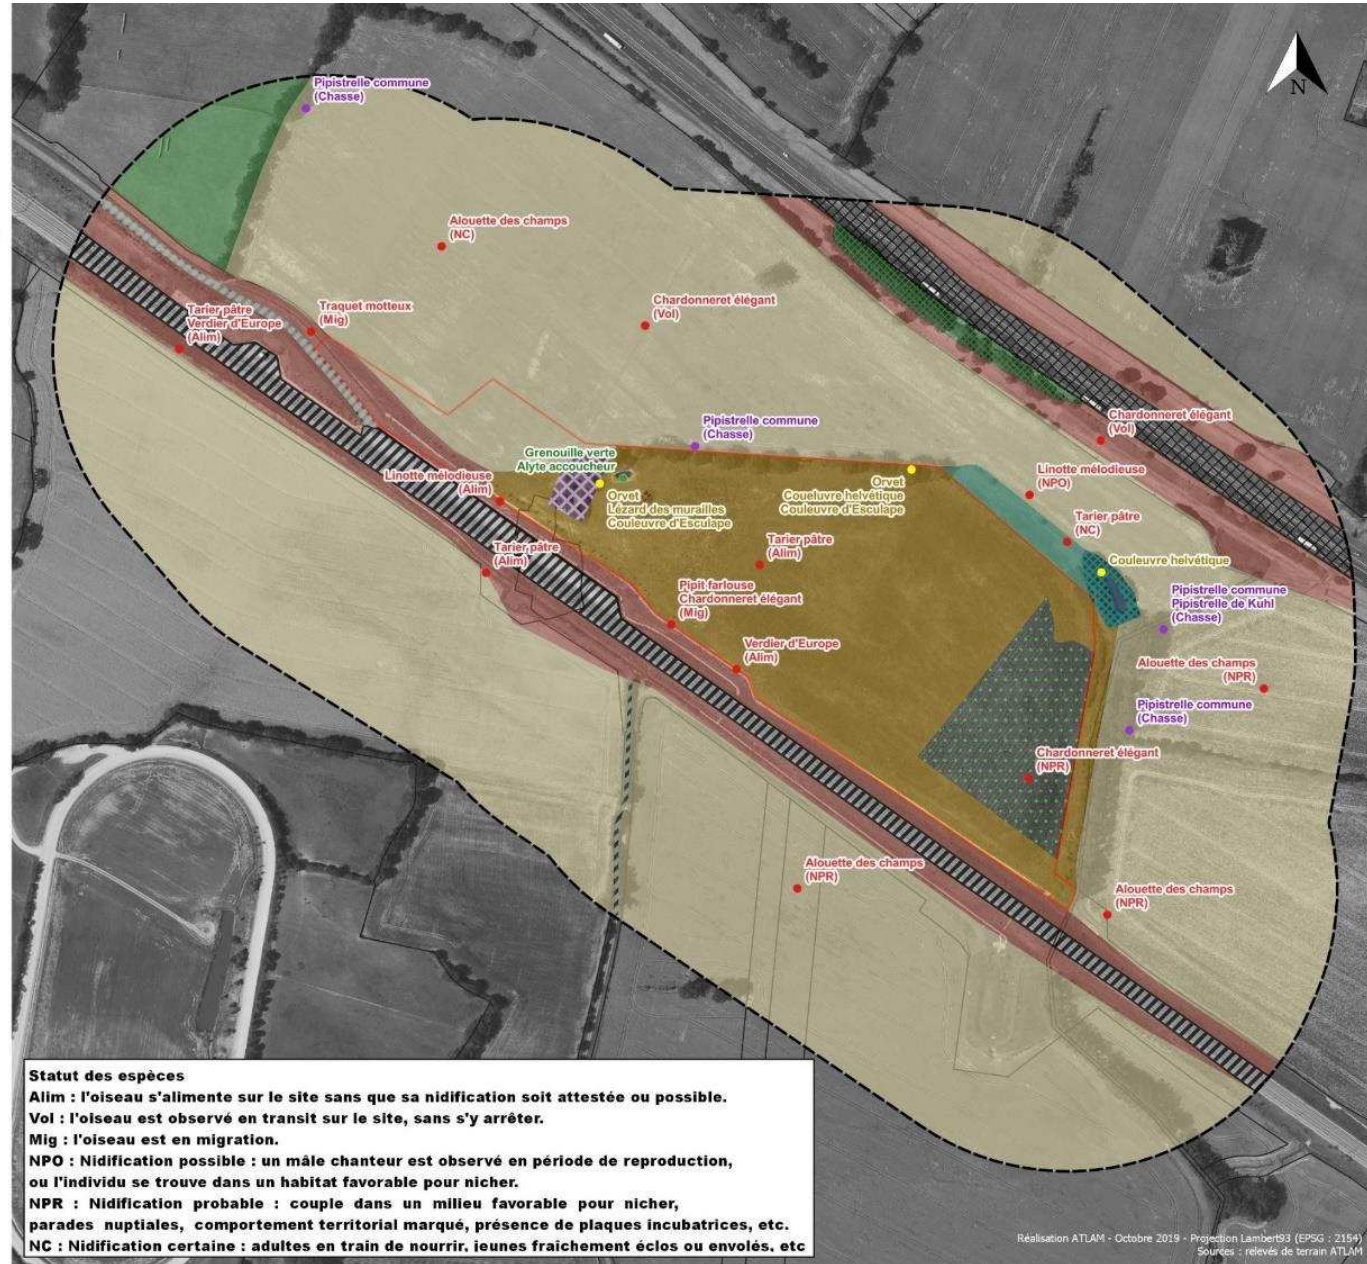 Pipistrelle commune
(Chasse)
N
Alouette des champs
(NC)
Tarier pâtre
Verdier d'Europe
(Alim)
Traquet motteux
(Mig)
Chardonneret élégant
(Vol)
Chardonneret élégant
(Vol)
Pipistrelle commune
(Chasse)
Grenouille verte
Alyte accoucheur
Linotte mélodieuse
(Alim)
Orvet
Lézard des murailles
Couleuvre d'Esculape
Orvet
Coueluvre helvétique
Couleuvre d'Esculape
Linotte mélodieuse
(NPO)
Tarier pâtre
(NC)
Tarier pâtre
(Alim)
Tarier pâtre
(Alim)
Couleuvre helvétique
Pipit farlouse
Chardonneret élégant
(Mig)
Pipistrelle commune
Pipistrelle de Kuhl
(Chasse)
Verdier d'Europe
(Alim)
Alouette des champs
(NPR)
Pipistrelle commune
(Chasse)
Chardonneret élégant
(NPR)
Alouette des champs
(NPR)
Alouette des champs
(NPR)
Statut des espèces
Alim : l'oiseau s'alimente sur le site sans que sa nidification soit attestée ou possible.
Vol : l'oiseau est observé en transit sur le site, sans s'y arrêter.
Mig : l'oiseau est en migration.
NPO : Nidification possible : un mâle chanteur est observé en période de reproduction,
ou l'individu se trouve dans un habitat favorable pour nicher.
NPR : Nidification probable : couple dans un milieu favorable pour nicher,
parades nuptiales, comportement territorial marqué, présence de plaques incubatrices, etc.
NC : Nidification certaine : adultes en train de nourrir, jeunes fraîchement éclos ou envolés, etc
Réalisation ATLAM - Octobre 2019 - Projection Lambert93 (EPSG : 2154)
Sources : relevés de terrain ATLAM